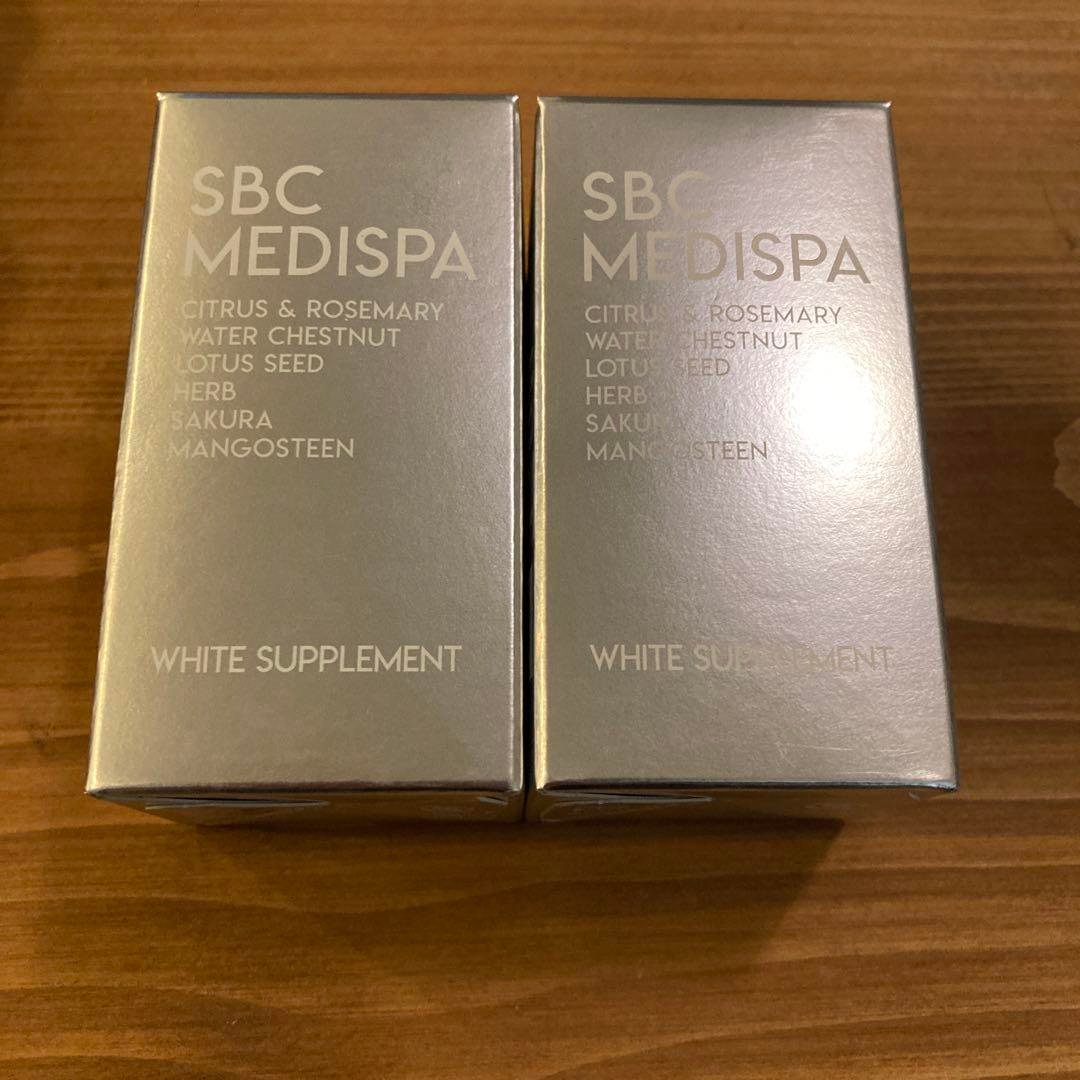 SBC
MEDISPA
CITRUS & ROSEMARY
WATER CHESTNUT
LOTUS SEED
HERB
SAKURA
MANGOSTEEN
WHITE SUPPLEMENT
SBC
MEDISPA
CITRUS & ROSEMARY
WATER CHESTNUT
LOTUS SEED
HERB
SAKURA
MANGOSTEEN
WHITE SUPPLEMENT